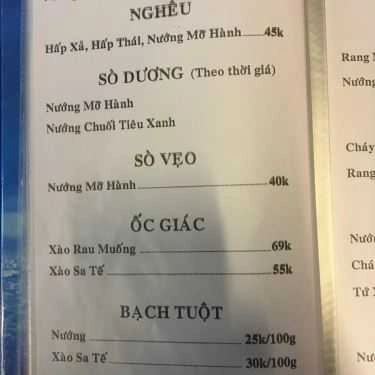 NGHÊU
Hấp Xả, Hấp Thái, Nướng Mỡ Hành 45k
SÒ DƯƠNG (Theo thời giá)
Nướng Mỡ Hành
Nướng Chuối Tiêu Xanh
SÒ VẸO
Nướng Mỡ Hành 40k
ỐC GIÁC
Xào Rau Muống 69k
Xào Sa Tế 55k
BẠCH TUỘT
Nướng 25k/100g
Xào Sa Tế 30k/100g
Rang
Nướng
Cháy
Rang
Nướ
Chá
Tứ X
Nướ